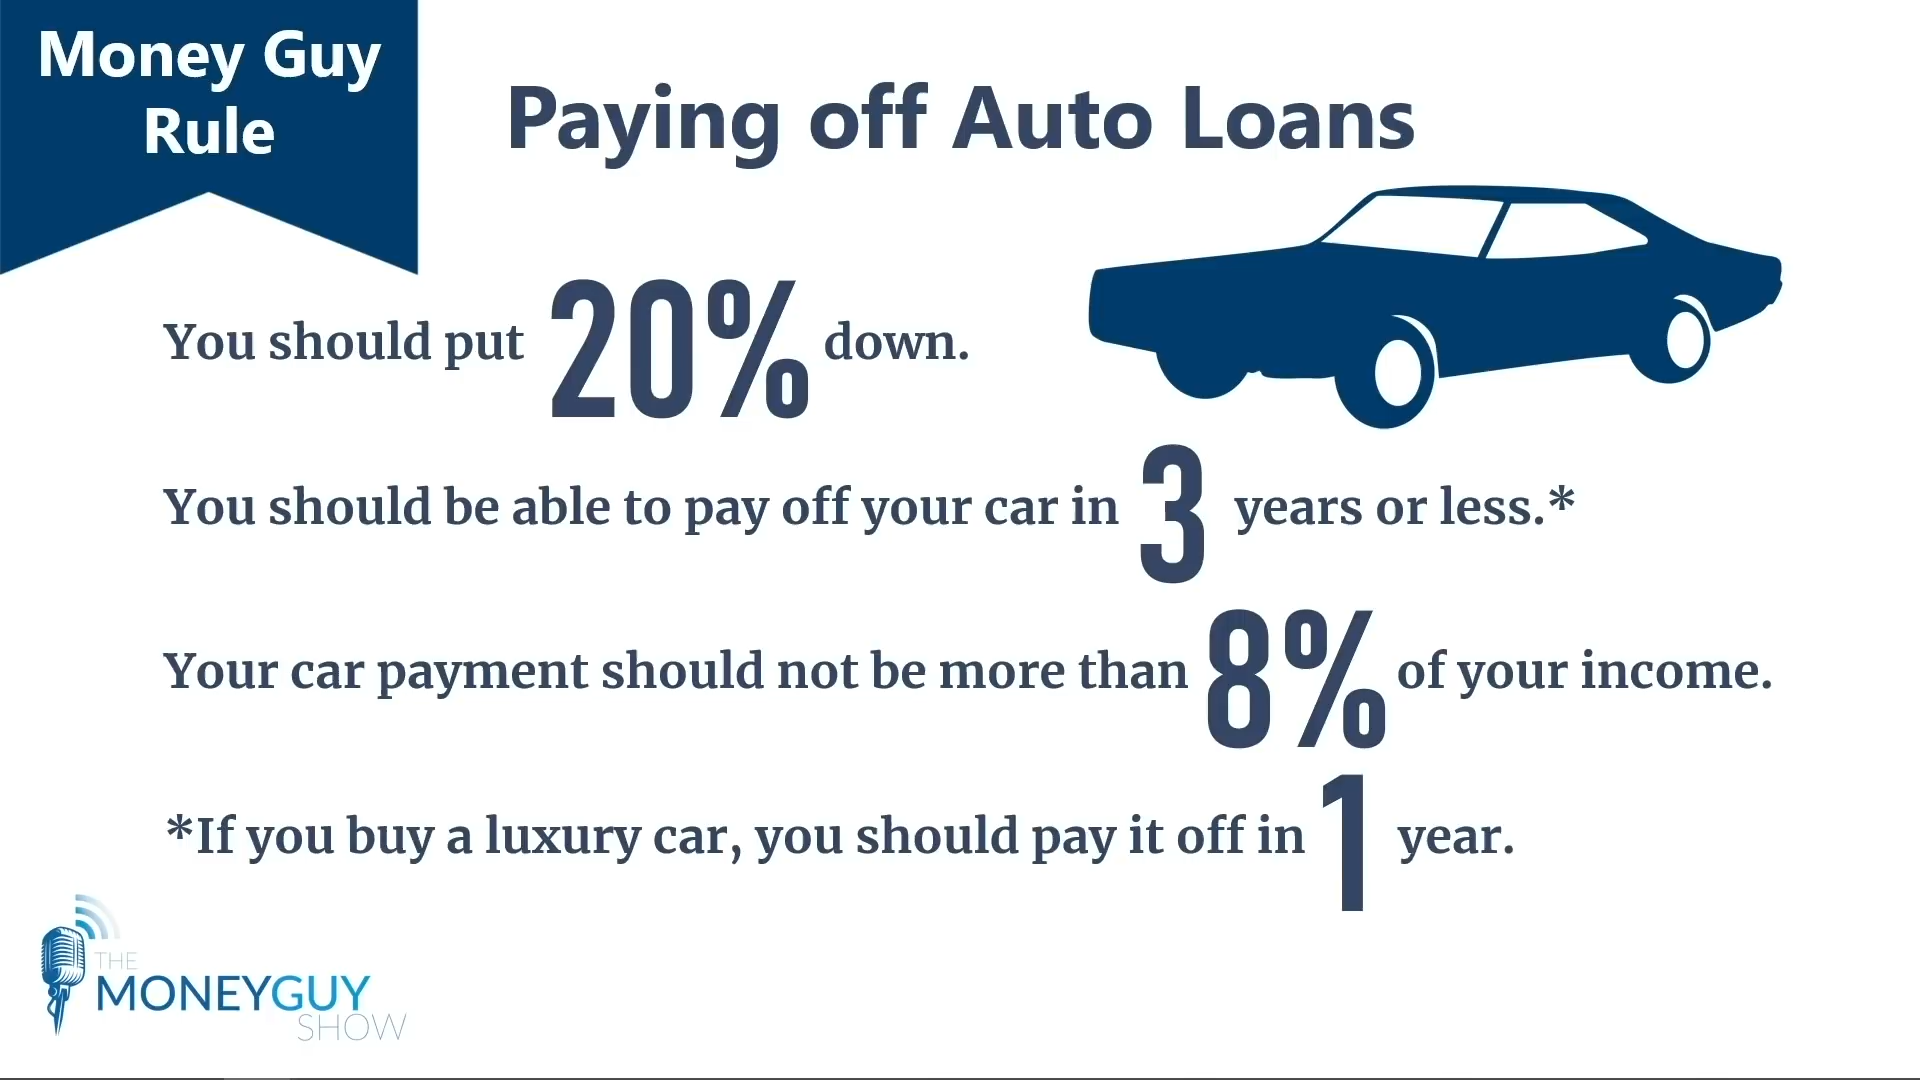 Money Guy
Rule
Paying off Auto Loans
You should put 20% down.
You should be able to pay off your car in 3 years or less.*
Your car payment should not be more than 8% of your income.
*If you buy a luxury car, you should pay it off in 1 year.
THE
MONEYGUY
SHOW